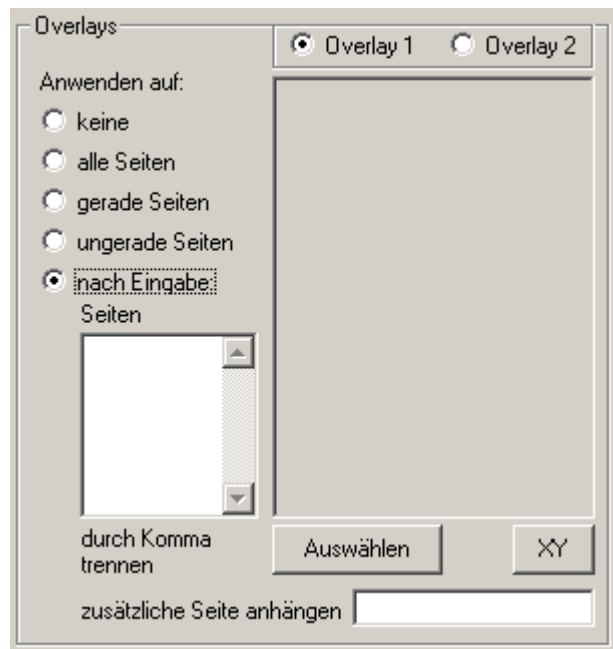 Overlays
Overlay 1 Overlay 2
Anwenden auf:
keine
alle Seiten
gerade Seiten
ungerade Seiten
nach Eingabe:
Seiten
durch Komma
trennen
Auswählen XY
zusätzliche Seite anhängen